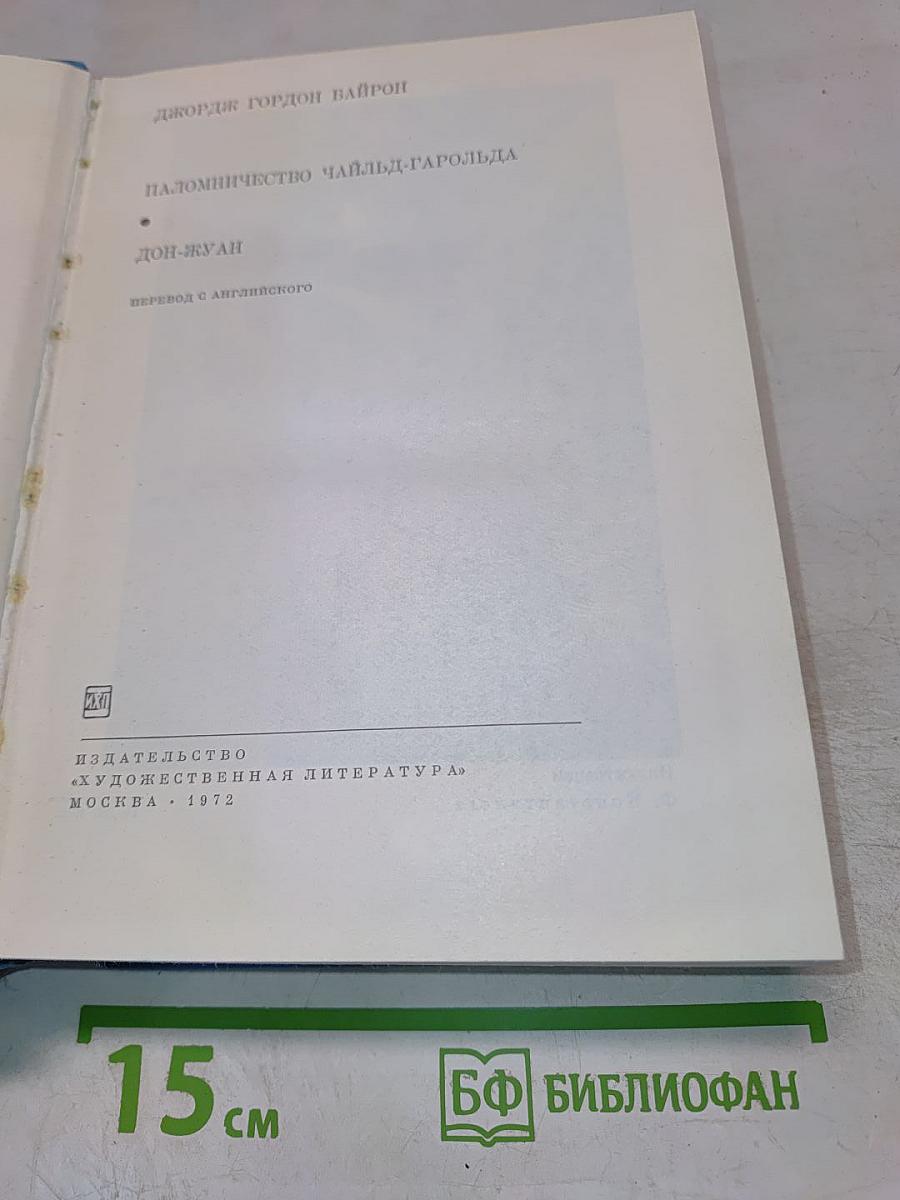 ДЖОРДЖ ГОРДОН БАЙРОН
ПАЛОМНИЧЕСТВО ЧАЙЛЬД-ГАРОЛЬДА
•
ДОН-ЖУАН
ПЕРЕВОД С АНГЛИЙСКОГО
ИХЛ
ИЗДАТЕЛЬСТВО
«ХУДОЖЕСТВЕННАЯ ЛИТЕРАТУРА»
МОСКВА • 1972
15 см
БФ БИБЛИОФАН